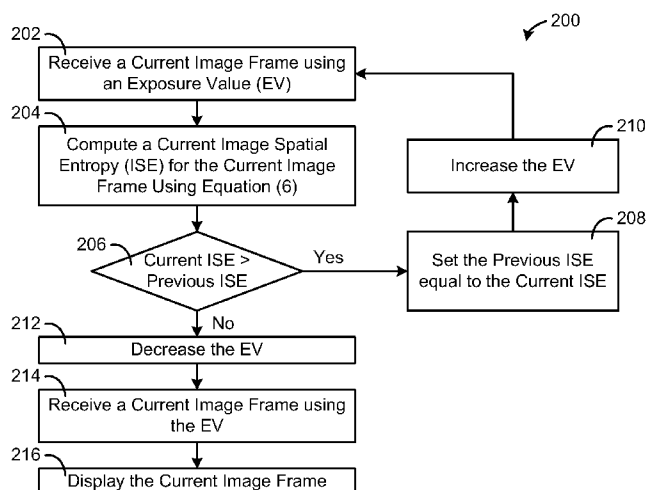 200
202
Receive a Current Image Frame using
an Exposure Value (EV)
204
Compute a Current Image Spatial
Entropy (ISE) for the Current Image
Frame Using Equation (6)
206
Current ISE >
Previous ISE
Yes
208
Set the Previous ISE
equal to the Current ISE
210
Increase the EV
No
212
Decrease the EV
214
Receive a Current Image Frame using
the EV
216
Display the Current Image Frame